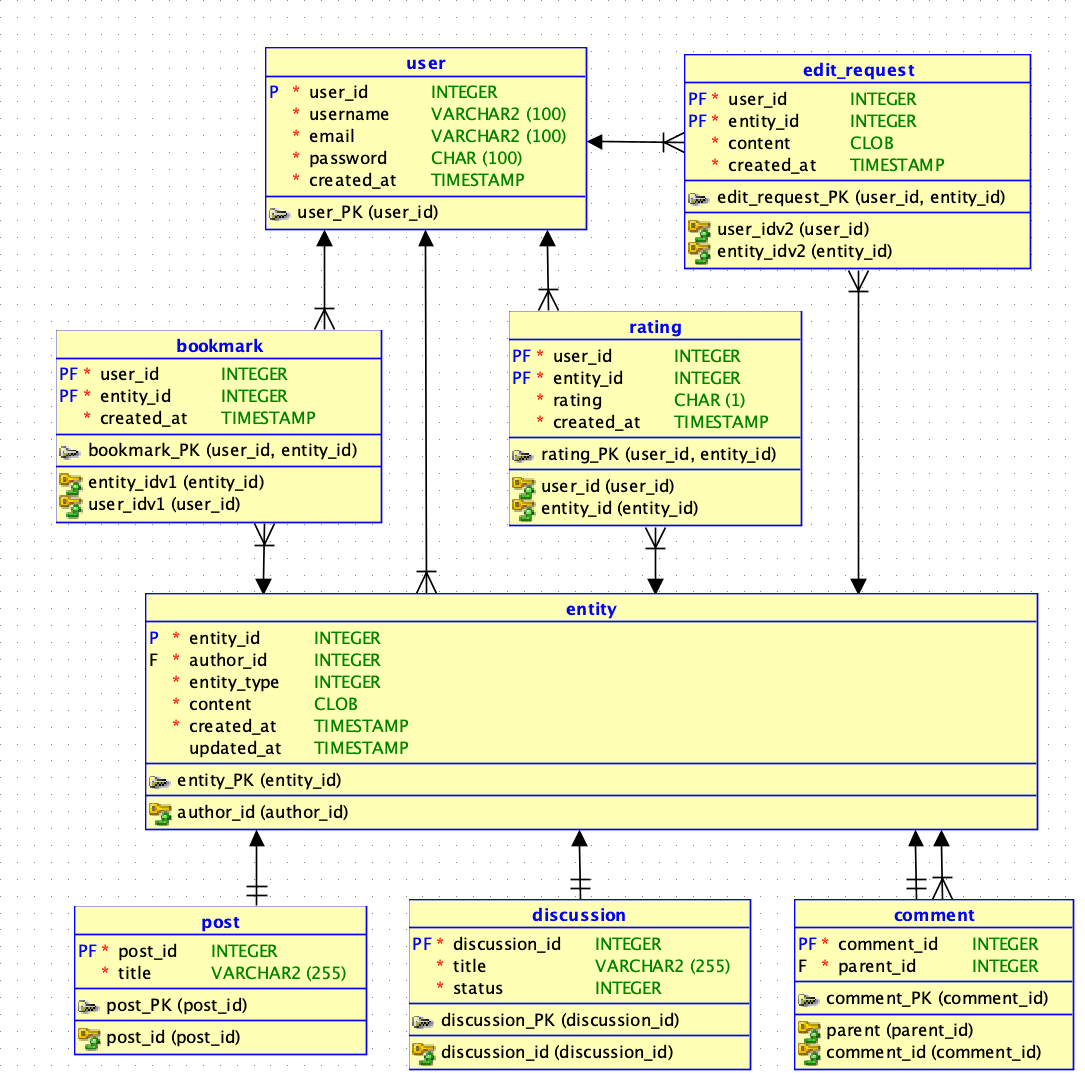 user
P * user_id INTEGER
* username VARCHAR2 (100)
* email VARCHAR2 (100)
* password CHAR (100)
* created_at TIMESTAMP
user_PK (user_id)
edit_request
PF * user_id INTEGER
PF * entity_id INTEGER
* content CLOB
* created_at TIMESTAMP
edit_request_PK (user_id, entity_id)
user_idv2 (user_id)
entity_idv2 (entity_id)
bookmark
PF * user_id INTEGER
PF * entity_id INTEGER
* created_at TIMESTAMP
bookmark_PK (user_id, entity_id)
entity_idv1 (entity_id)
user_idv1 (user_id)
rating
PF * user_id INTEGER
PF * entity_id INTEGER
* rating CHAR (1)
* created_at TIMESTAMP
rating_PK (user_id, entity_id)
user_id (user_id)
entity_id (entity_id)
entity
P * entity_id INTEGER
F * author_id INTEGER
* entity_type INTEGER
* content CLOB
* created_at TIMESTAMP
updated_at TIMESTAMP
entity_PK (entity_id)
author_id (author_id)
post
PF * post_id INTEGER
* title VARCHAR2 (255)
post_PK (post_id)
post_id (post_id)
discussion
PF * discussion_id INTEGER
* title VARCHAR2 (255)
* status INTEGER
discussion_PK (discussion_id)
discussion_id (discussion_id)
comment
PF * comment_id INTEGER
F * parent_id INTEGER
comment_PK (comment_id)
parent (parent_id)
comment_id (comment_id)